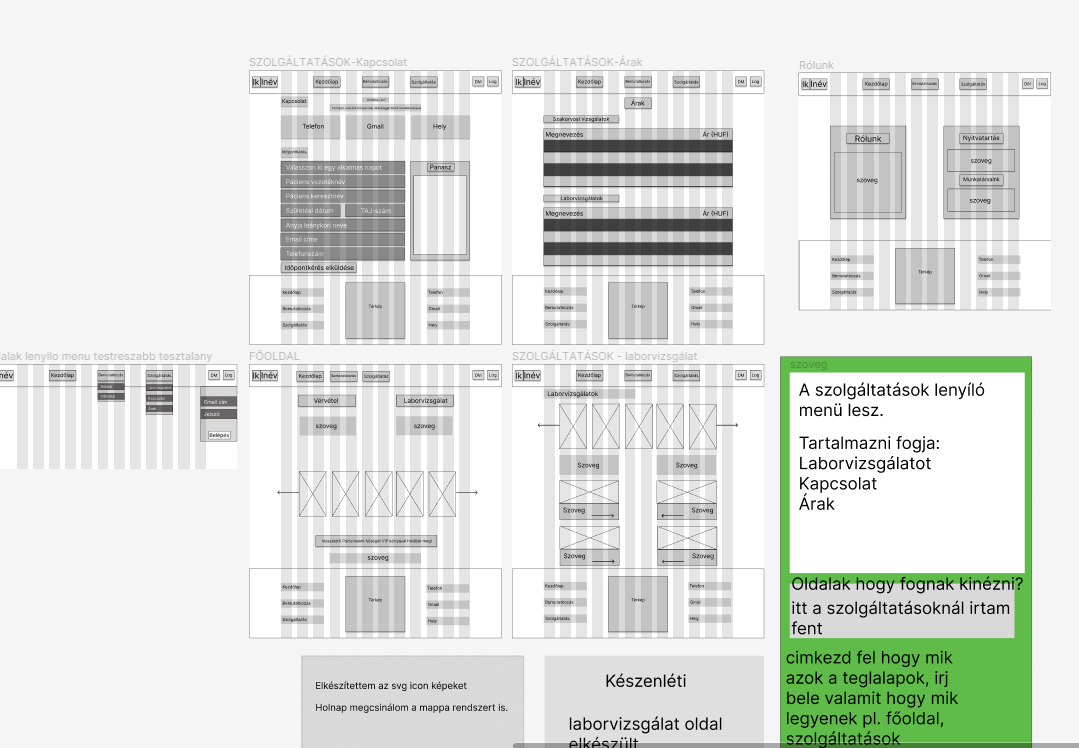 SZOLGÁLTATÁSOK-Kapcsolat
Ik Inév
Kezdőlap
Bemutatkozás
Szolgáltatás
DM
Log
Kapcsolat
Telefon
Gmail
Hely
Időpontkérés
Válasszon ki egy alkalmas napot
Páciens vezetéknév
Páciens keresztnév
Születési dátum
TAJ-szám
Anyja leánykori neve
Email címe
Telefonszám
Időpontkérés elküldése
Panasz
Kezdőlap
Bemutatkozás
Szolgáltatás
Térkép
Telefon
Gmail
Hely
SZOLGÁLTATÁSOK-Árak
Ik Inév
Kezdőlap
Bemutatkozás
Szolgáltatás
DM
Log
Árak
Szakorvosi vizsgálatok
Megnevezés
Ár (HUF)
Laborvizsgálatok
Megnevezés
Ár (HUF)
Kezdőlap
Bemutatkozás
Szolgáltatás
Térkép
Telefon
Gmail
Hely
Rólunk
Ik Inév
Kezdőlap
Bemutatkozás
Szolgáltatás
DM
Log
Rólunk
szoveg
Nyitvatartás
szoveg
Munkatársaink
szoveg
Kezdőlap
Bemutatkozás
Szolgáltatás
Térkép
Telefon
Gmail
Hely
alak lenyilo menu testreszabb tesztalany
név
Kezdőlap
Bemutatkozás
Szolgáltatás
DM
Log
Rólunk
Kapcsolat
Árak
Email cím
Jelszó
Belépés
FŐOLDAL
Ik Inév
Kezdőlap
Bemutatkozás
Szolgáltatás
DM
Log
Vérvétel
Laborvizsgálat
szoveg
szoveg
szoveg
Kezdőlap
Bemutatkozás
Szolgáltatás
Térkép
Telefon
Gmail
Hely
SZOLGÁLTATÁSOK - laborvizsgálat
Ik Inév
Kezdőlap
Bemutatkozás
Szolgáltatás
DM
Log
Laborvizsgálatok
Szoveg
Szoveg
Szoveg
Szoveg
Szoveg
Szoveg
Kezdőlap
Bemutatkozás
Szolgáltatás
Térkép
Telefon
Gmail
Hely
szoveg
A szolgáltatások lenyíló
menü lesz.
Tartalmazni fogja:
Laborvizsgálatot
Kapcsolat
Árak
Oldalak hogy fognak kinézni?
itt a szolgáltatásoknál irtam
fent
cimkezd fel hogy mik
azok a teglalapok, irj
bele valamit hogy mik
legyenek pl. főoldal,
szolgáltatások
Elkészítettem az svg icon képeket
Holnap megcsinálom a mappa rendszert is.
Készenléti
laborvizsgálat oldal
elkészült